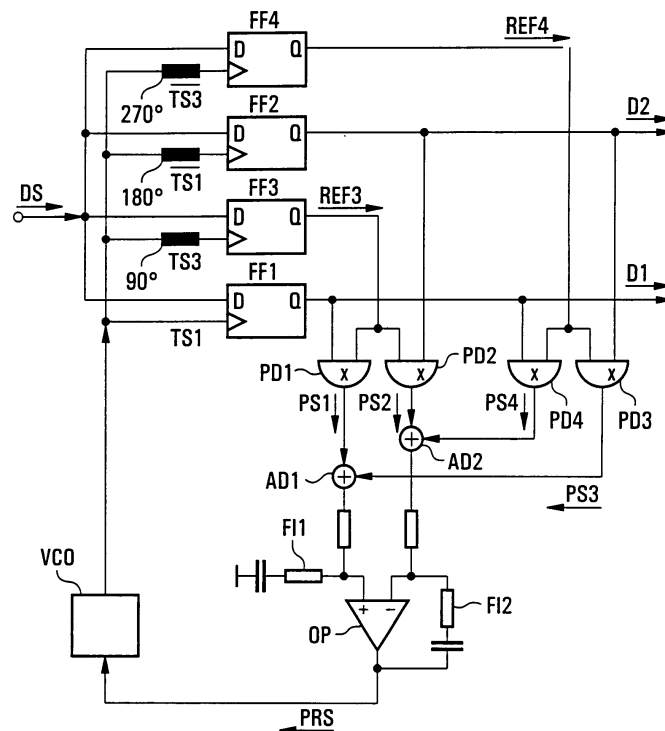 FF4
REF4
D Q
TS3
270°
FF2
D2
D Q
TS1
180°
DS
FF3
REF3
D Q
TS3
90°
FF1
D1
D Q
TS1
PD1
x
x
PD2
x
PD4
x
PD3
PS1
PS2
PS4
+
AD2
AD1
+
PS3
FI1
VCO
+
−
OP
FI2
PRS